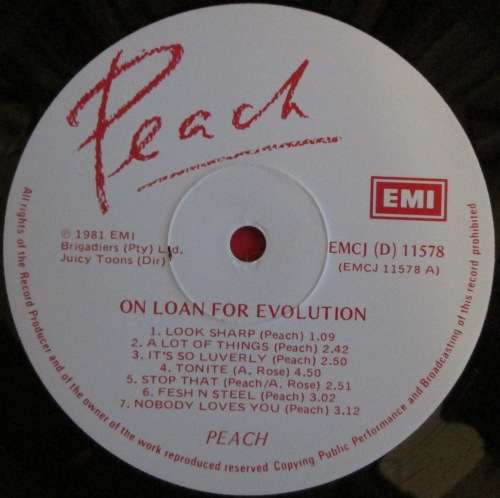 Peach
EMI
℗ 1981 EMI
Brigadiers (Pty) Ltd.
Juicy Toons (Dir)
EMCJ (D) 11578
(EMCJ 11578 A)
ON LOAN FOR EVOLUTION
1. LOOK SHARP (Peach) 1.09
2. A LOT OF THINGS (Peach) 2.42
3. IT'S SO LUVERLY (Peach) 2.50
4. TONITE (A. Rose) 4.50
5. STOP THAT (Peach/A. Rose) 2.51
6. FESH N STEEL (Peach) 3.02
7. NOBODY LOVES YOU (Peach) 3.12
PEACH
All rights of the Record Producer and of the owner of the work reproduced reserved Copying Public Performance and Broadcasting of this record prohibited